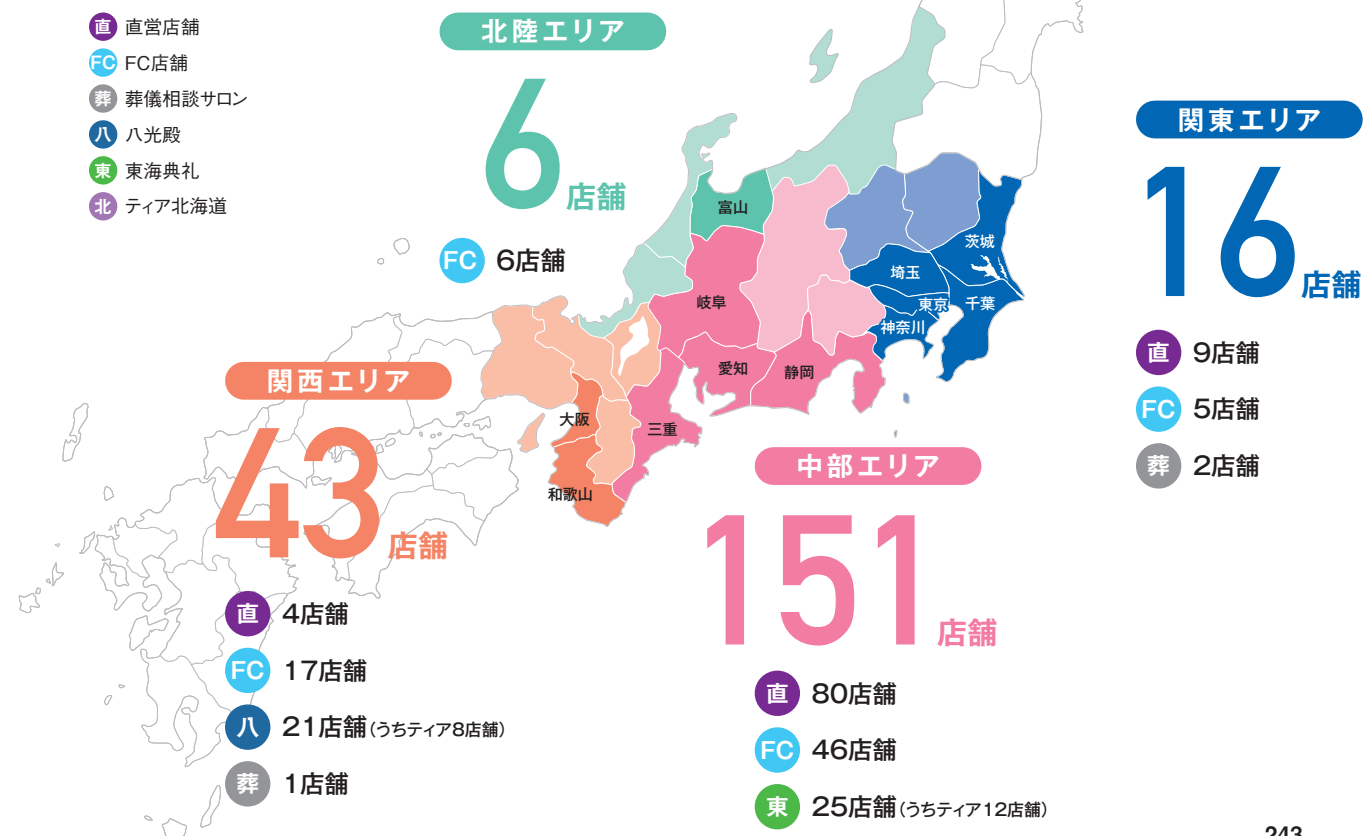 直 直営店舗
FC FC店舗
葬 葬儀相談サロン
八 八光殿
東 東海典礼
北 ティア北海道
北陸エリア
6店舗
FC 6店舗
関東エリア
16店舗
直 9店舗
FC 5店舗
葬 2店舗
富山
茨城
埼玉
東京
千葉
神奈川
岐阜
愛知
静岡
三重
大阪
和歌山
関西エリア
43店舗
直 4店舗
FC 17店舗
八 21店舗(うちティア8店舗)
葬 1店舗
中部エリア
151店舗
直 80店舗
FC 46店舗
東 25店舗(うちティア12店舗)
243